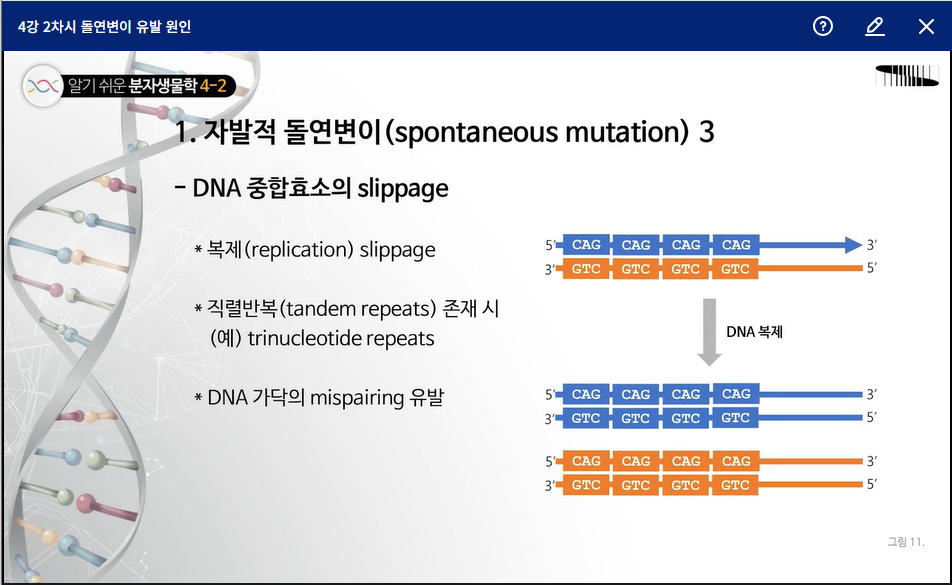 4강 2차시 돌연변이 유발 원인
알기 쉬운 분자생물학 4-2
1. 자발적 돌연변이(spontaneous mutation) 3
- DNA 중합효소의 slippage
* 복제(replication) slippage
* 직렬반복(tandem repeats) 존재 시
(예) trinucleotide repeats
* DNA 가닥의 mispairing 유발
5' CAG CAG CAG CAG 3'
3' GTC GTC GTC GTC 5'
DNA 복제
5' CAG CAG CAG CAG 3'
3' GTC GTC GTC GTC 5'
5' CAG CAG CAG CAG 3'
3' GTC GTC GTC GTC 5'
그림 11.